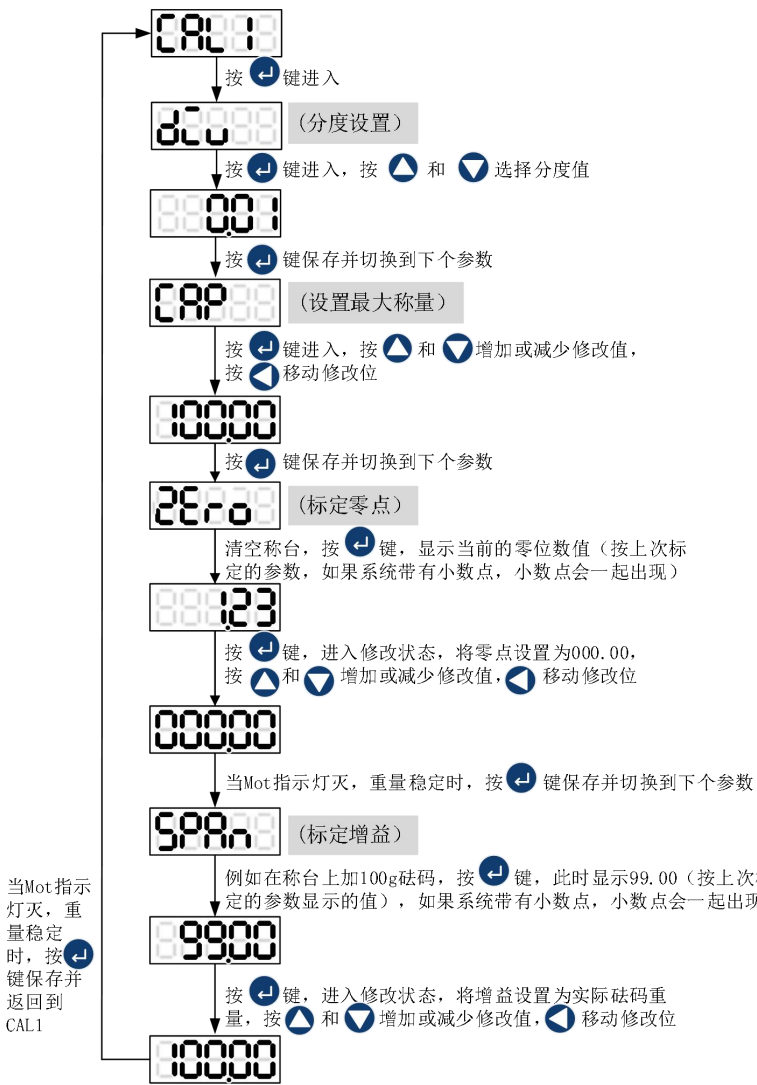 CAL1
按 键进入
div
(分度设置)
按 键进入，按 和 选择分度值
0.01
按 键保存并切换到下个参数
CAP
(设置最大称量)
按 键进入，按 和 增加或减少修改值，
按 移动修改位
100.00
按 键保存并切换到下个参数
ZEro
(标定零点)
清空称台，按 键，显示当前的零位数值（按上次标
定的参数，如果系统带有小数点，小数点会一起出现）
1.23
按 键，进入修改状态，将零点设置为000.00，
按 和 增加或减少修改值， 移动修改位
000.00
当Mot指示灯灭，重量稳定时，按 键保存并切换到下个参数
SPAn
(标定增益)
例如在称台上加100g砝码，按 键，此时显示99.00（按上次
定的参数显示的值），如果系统带有小数点，小数点会一起出现
99.00
按 键，进入修改状态，将增益设置为实际砝码重
量，按 和 增加或减少修改值， 移动修改位
100.00
当Mot指示
灯灭，重
量稳定
时，按
键保存并
返回到
CAL1